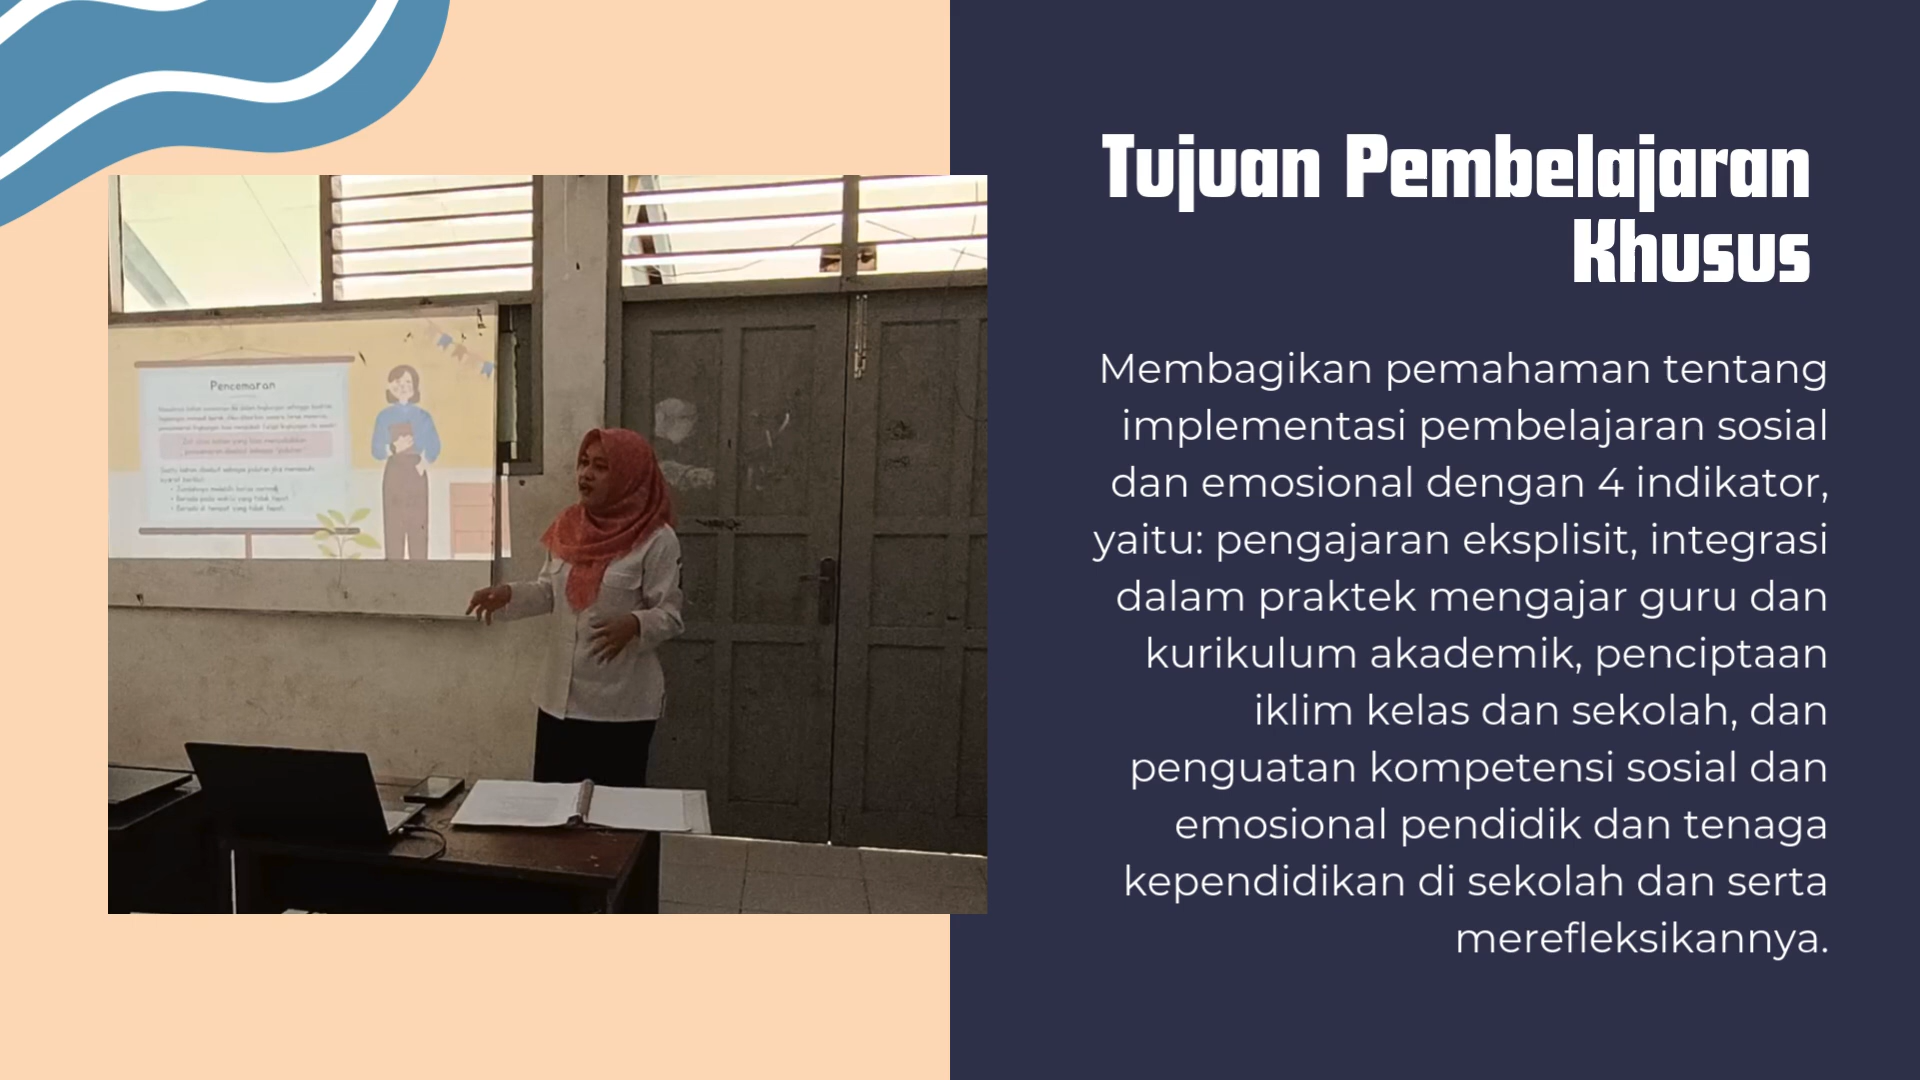 Tujuan Pembelajaran
Khusus
Membagikan pemahaman tentang
implementasi pembelajaran sosial
dan emosional dengan 4 indikator,
yaitu: pengajaran eksplisit, integrasi
dalam praktek mengajar guru dan
kurikulum akademik, penciptaan
iklim kelas dan sekolah, dan
penguatan kompetensi sosial dan
emosional pendidik dan tenaga
kependidikan di sekolah dan serta
merefleksikannya.
Pencemaran